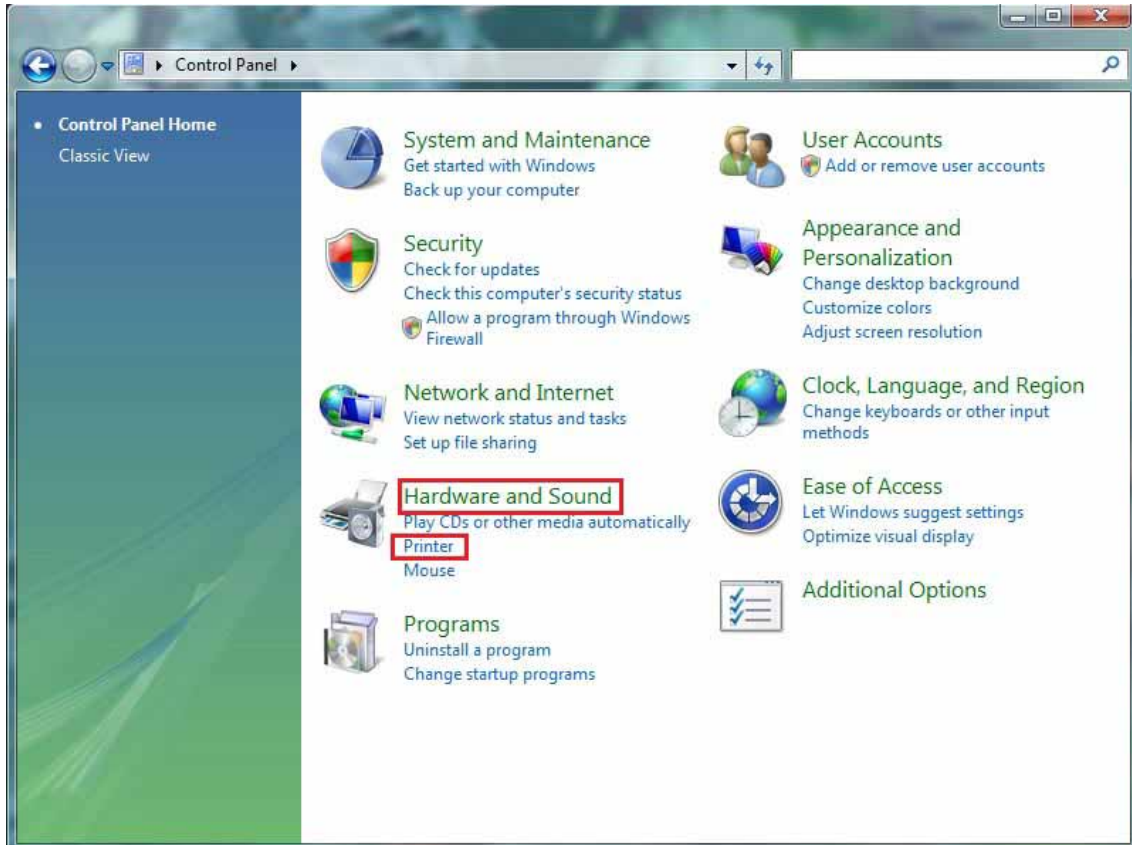 Control Panel
Control Panel Home
Classic View
System and Maintenance
Get started with Windows
Back up your computer
Security
Check for updates
Check this computer's security status
Allow a program through Windows
Firewall
Network and Internet
View network status and tasks
Set up file sharing
Hardware and Sound
Play CDs or other media automatically
Printer
Mouse
Programs
Uninstall a program
Change startup programs
User Accounts
Add or remove user accounts
Appearance and
Personalization
Change desktop background
Customize colors
Adjust screen resolution
Clock, Language, and Region
Change keyboards or other input
methods
Ease of Access
Let Windows suggest settings
Optimize visual display
Additional Options